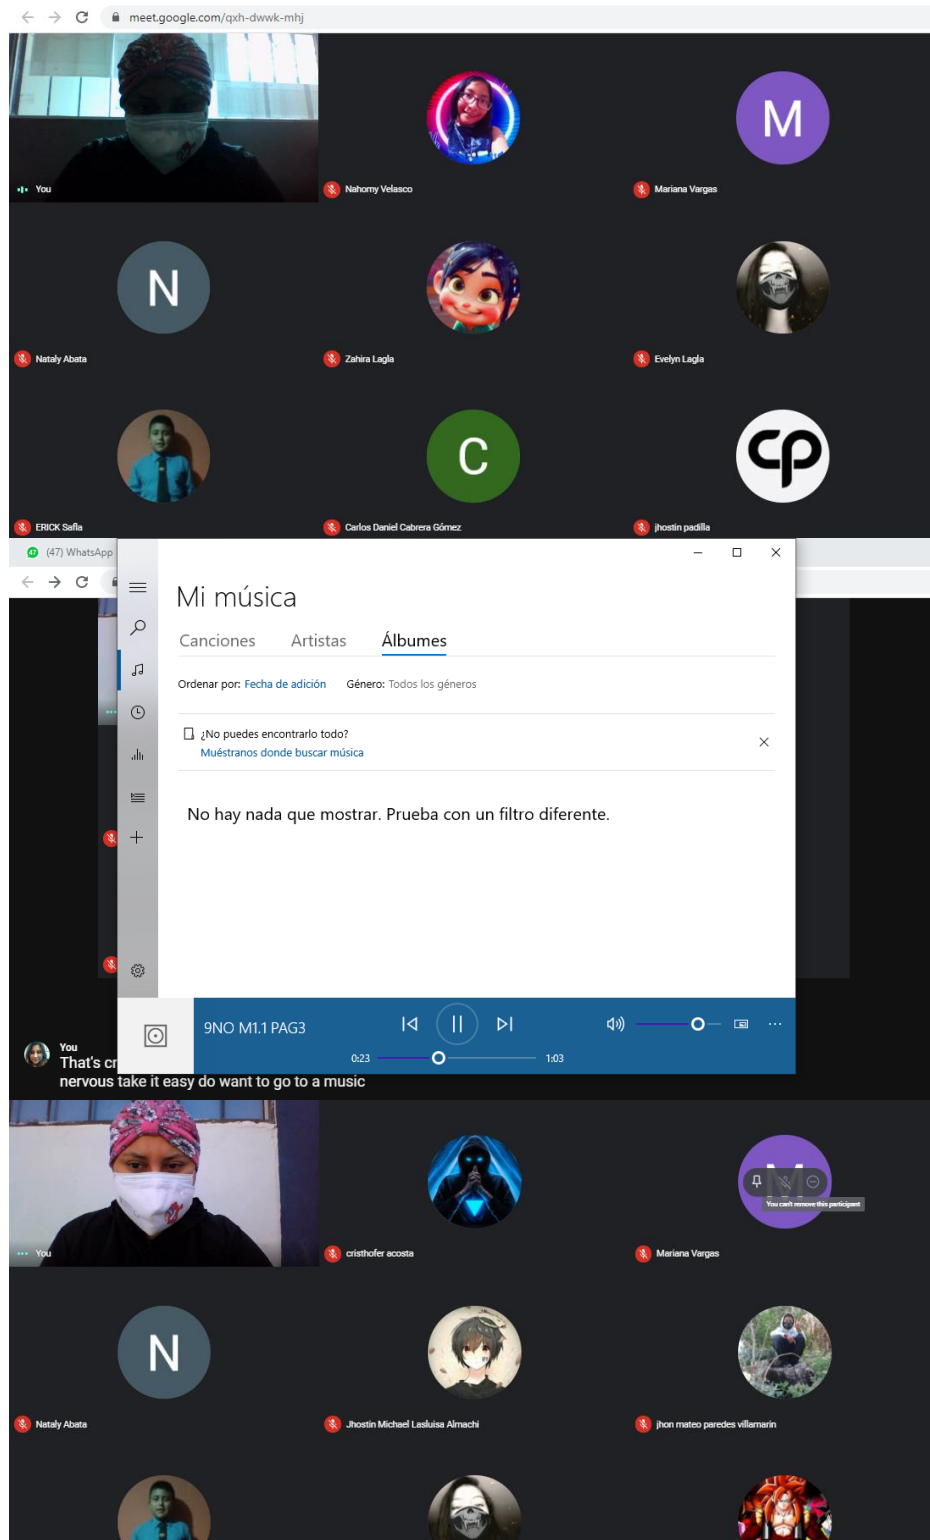 meet.google.com/qxh-dwwk-mhj
You
Nahomy Velasco
M
Mariana Vargas
N
Nataly Abata
Zahira Lagla
Evelyn Lagla
ERICK Safla
C
Carlos Daniel Cabrera Gómez
cp
jhostin padilla
47 (47) WhatsApp
Mi música
Canciones Artistas Álbumes
Ordenar por: Fecha de adición Género: Todos los géneros
¿No puedes encontrarlo todo?
Muéstranos donde buscar música
No hay nada que mostrar. Prueba con un filtro diferente.
9NO M1.1 PAG3
0:23 1:03
You
That's cr
nervous take it easy do want to go to a music
You
cristhofer acosta
M
You can't remove this participant
Mariana Vargas
N
Nataly Abata
Jhostin Michael Lasluisa Almachi
jhon mateo paredes villamarin